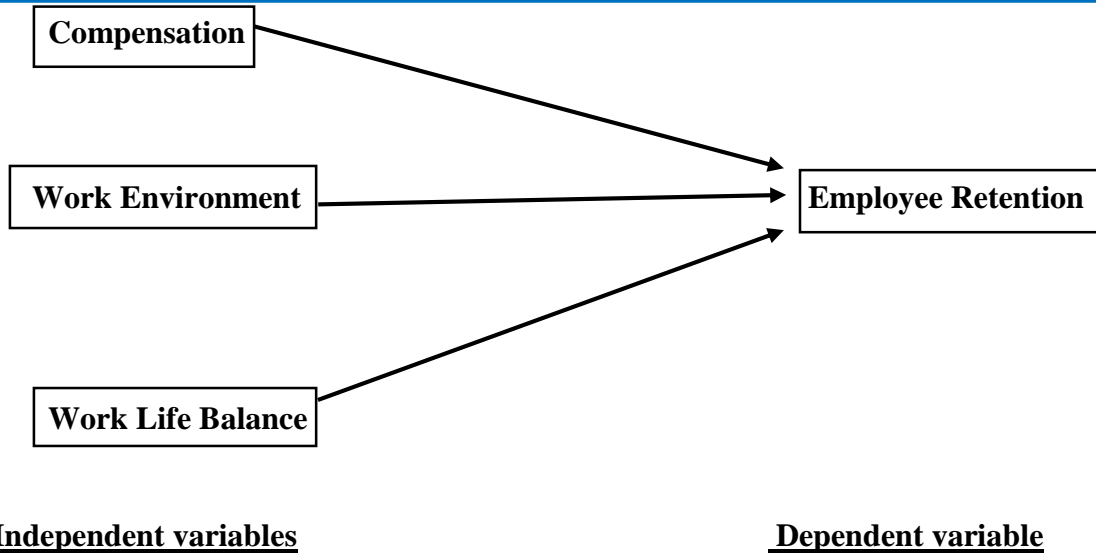 Compensation
Work Environment
Employee Retention
Work Life Balance
Independent variables
Dependent variable